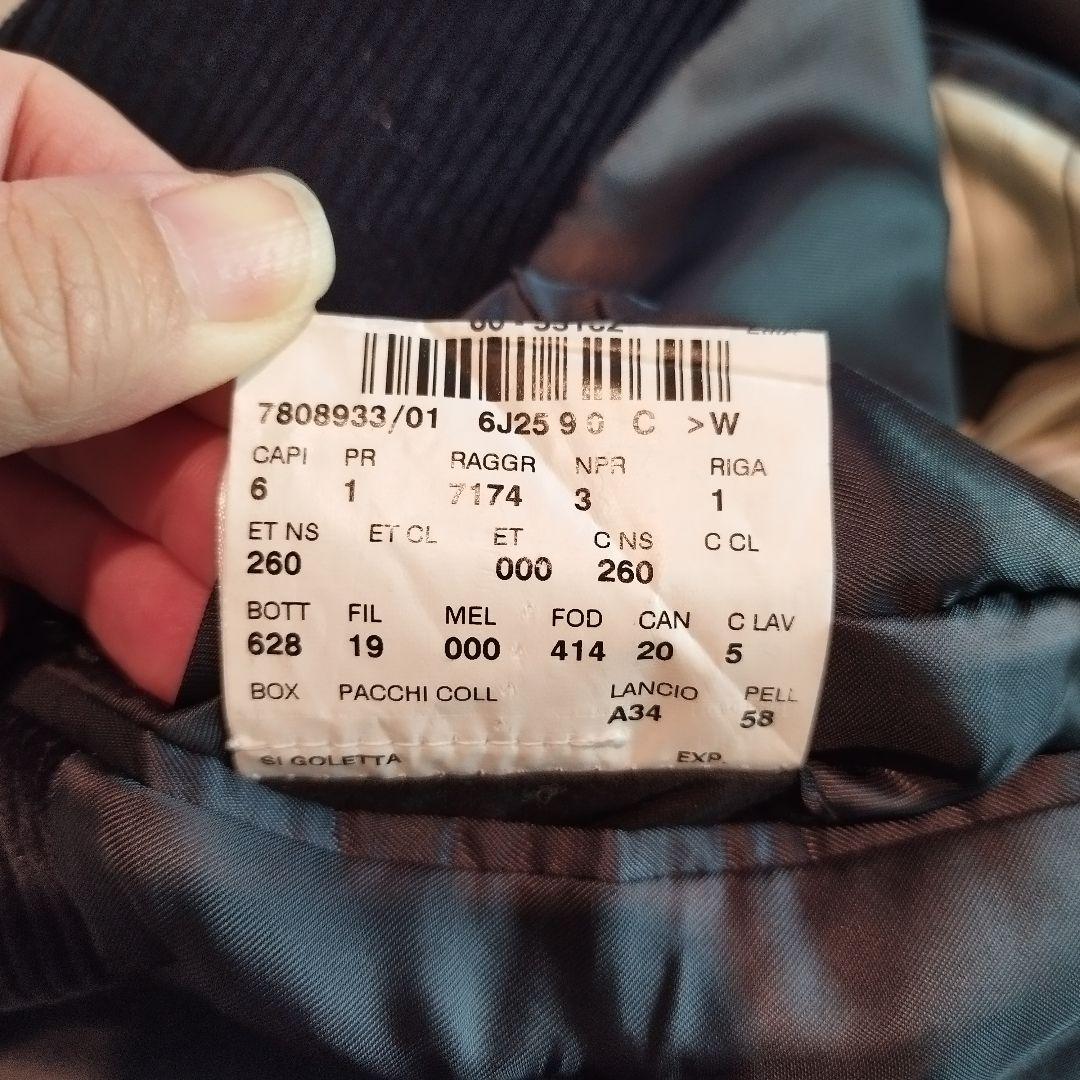 7808933/01 6J25 9 0 C >W
CAPI PR RAGGR NPR RIGA
6 1 7174 3 1
ET NS ET CL ET C NS C CL
260 000 260
BOTT FIL MEL FOD CAN C LAV
628 19 000 414 20 5
BOX PACCHI COLL LANCIO PELL
A34 58
SI GOLETTA EXP.